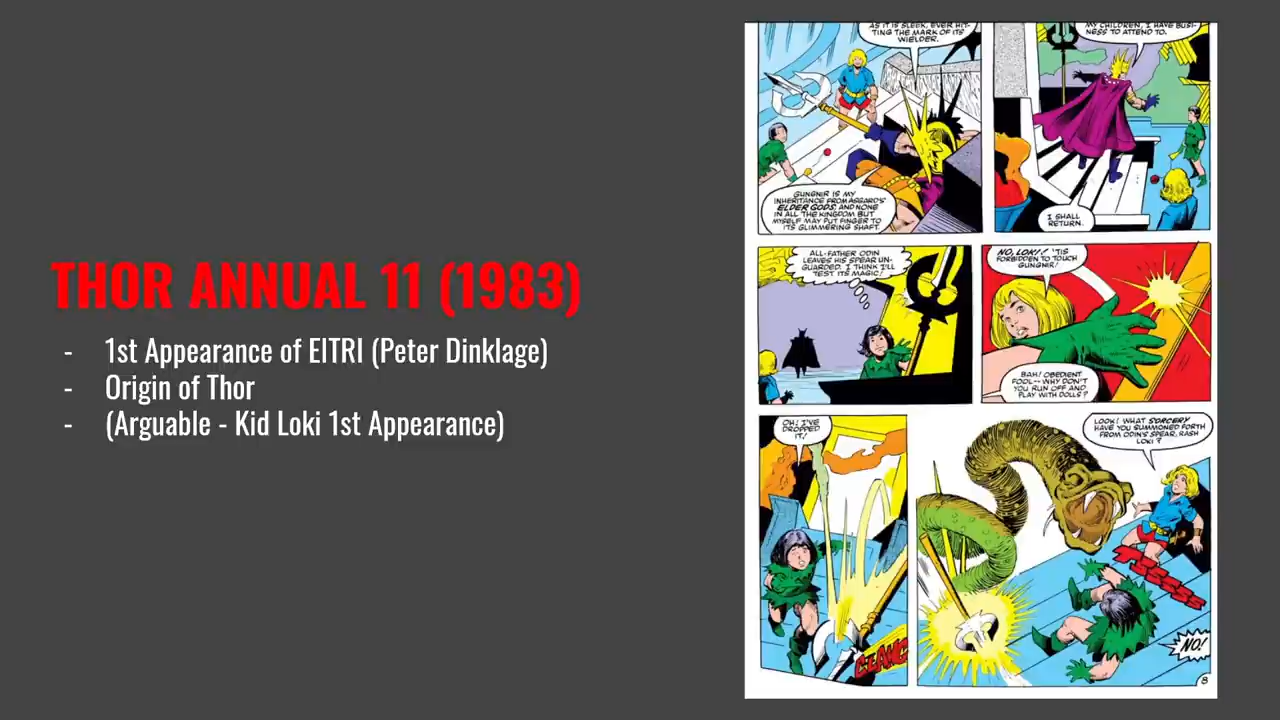 THOR ANNUAL 11 (1983)
- 1st Appearance of EITRI (Peter Dinklage)
- Origin of Thor
- (Arguable - Kid Loki 1st Appearance)
AS IT IS SLEEK, EVER HIT-
TING THE MARK OF ITS
WIELDER.
GUNGNIR IS MY
INHERITANCE FROM ASGARDS'
ELDER GODS, AND NONE
IN ALL THE KINGDOM BUT
MYSELF MAY PUT FINGER TO
ITS GLIMMERING SHAFT.
MY CHILDREN, I HAVE BUSI-
NESS TO ATTEND TO.
I SHALL
RETURN.
ALL-FATHER ODIN
LEAVES HIS SPEAR UN-
GUARDED. I THINK I'LL
TEST ITS MAGIC!
NO, LOKI! 'TIS
FORBIDDEN TO TOUCH
GUNGNIR!
BAH! OBEDIENT
FOOL-- WHY DON'T
YOU RUN OFF AND
PLAY WITH DOLLS?
OH! I'VE
DROPPED
IT!
CLANG
LOOK! WHAT SORCERY
HAVE YOU SUMMONED FORTH
FROM ODIN'S SPEAR, RASH
LOKI?
NO!
8